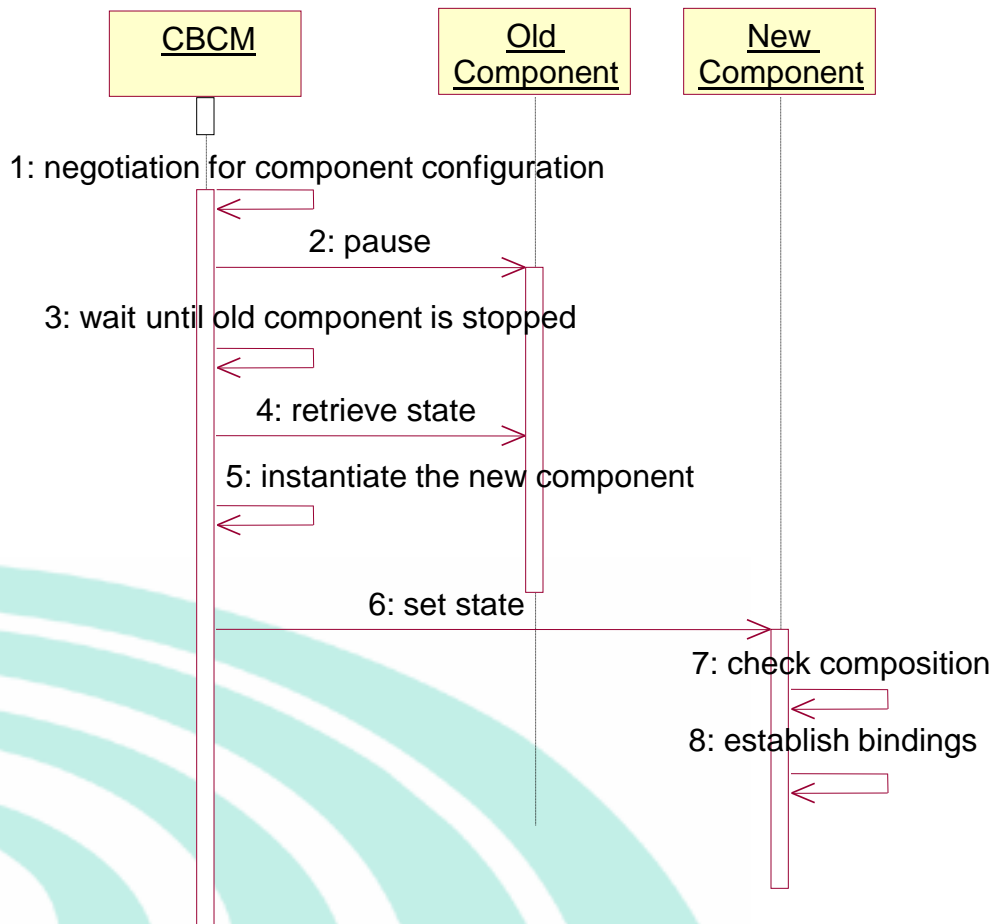 CBCM
Old
Component
New
Component
1: negotiation for component configuration
2: pause
3: wait until old component is stopped
4: retrieve state
5: instantiate the new component
6: set state
7: check composition
8: establish bindings